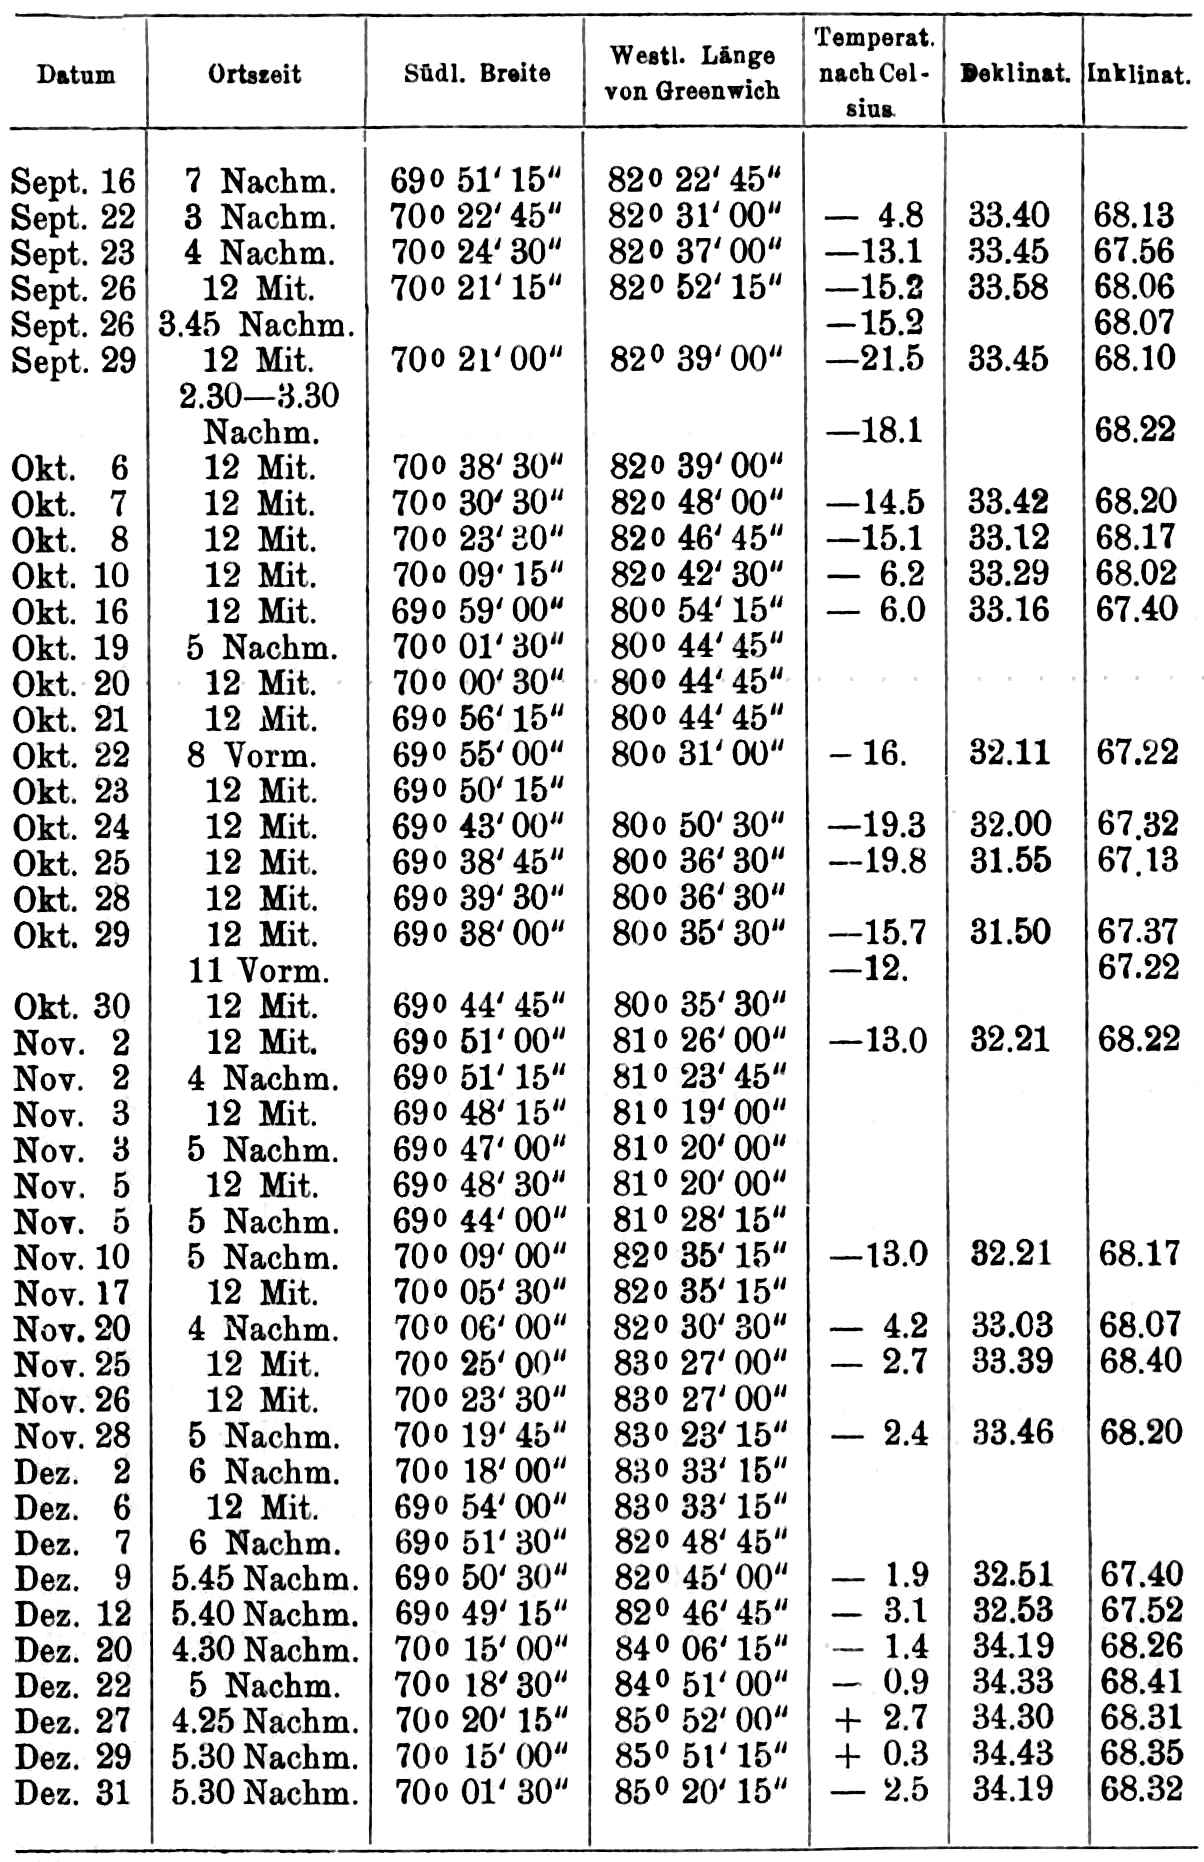 Datum Ortszeit Südl. Breite Westl. Länge von Greenwich Temperat. nach Celsius. Deklinat. Inklinat.
Sept. 16 7 Nachm. 69° 51' 15" 82° 22' 45"
Sept. 22 3 Nachm. 70° 22' 45" 82° 31' 00" — 4.8 33.40 68.13
Sept. 23 4 Nachm. 70° 24' 30" 82° 37' 00" —13.1 33.45 67.56
Sept. 26 12 Mit. 70° 21' 15" 82° 52' 15" —15.2 33.58 68.06
Sept. 26 3.45 Nachm. —15.2 68.07
Sept. 29 12 Mit. 70° 21' 00" 82° 39' 00" —21.5 33.45 68.10
2.30—3.30
Nachm. —18.1 68.22
Okt. 6 12 Mit. 70° 38' 30" 82° 39' 00"
Okt. 7 12 Mit. 70° 30' 30" 82° 48' 00" —14.5 33.42 68.20
Okt. 8 12 Mit. 70° 23' 30" 82° 46' 45" —15.1 33.12 68.17
Okt. 10 12 Mit. 70° 09' 15" 82° 42' 30" — 6.2 33.29 68.02
Okt. 16 12 Mit. 69° 59' 00" 80° 54' 15" — 6.0 33.16 67.40
Okt. 19 5 Nachm. 70° 01' 30" 80° 44' 45"
Okt. 20 12 Mit. 70° 00' 30" 80° 44' 45"
Okt. 21 12 Mit. 69° 56' 15" 80° 44' 45"
Okt. 22 8 Vorm. 69° 55' 00" 80° 31' 00" — 16. 32.11 67.22
Okt. 23 12 Mit. 69° 50' 15"
Okt. 24 12 Mit. 69° 43' 00" 80° 50' 30" —19.3 32.00 67.32
Okt. 25 12 Mit. 69° 38' 45" 80° 36' 30" —19.8 31.55 67.13
Okt. 28 12 Mit. 69° 39' 30" 80° 36' 30"
Okt. 29 12 Mit. 69° 38' 00" 80° 35' 30" —15.7 31.50 67.37
11 Vorm. —12. 67.22
Okt. 30 12 Mit. 69° 44' 45" 80° 35' 30"
Nov. 2 12 Mit. 69° 51' 00" 81° 26' 00" —13.0 32.21 68.22
Nov. 2 4 Nachm. 69° 51' 15" 81° 23' 45"
Nov. 3 12 Mit. 69° 48' 15" 81° 19' 00"
Nov. 3 5 Nachm. 69° 47' 00" 81° 20' 00"
Nov. 5 12 Mit. 69° 48' 30" 81° 20' 00"
Nov. 5 5 Nachm. 69° 44' 00" 81° 28' 15"
Nov. 10 5 Nachm. 70° 09' 00" 82° 35' 15" —13.0 32.21 68.17
Nov. 17 12 Mit. 70° 05' 30" 82° 35' 15"
Nov. 20 4 Nachm. 70° 06' 00" 82° 30' 30" — 4.2 33.03 68.07
Nov. 25 12 Mit. 70° 25' 00" 83° 27' 00" — 2.7 33.39 68.40
Nov. 26 12 Mit. 70° 23' 30" 83° 27' 00"
Nov. 28 5 Nachm. 70° 19' 45" 83° 23' 15" — 2.4 33.46 68.20
Dez. 2 6 Nachm. 70° 18' 00" 83° 33' 15"
Dez. 6 12 Mit. 69° 54' 00" 83° 33' 15"
Dez. 7 6 Nachm. 69° 51' 30" 82° 48' 45"
Dez. 9 5.45 Nachm. 69° 50' 30" 82° 45' 00" — 1.9 32.51 67.40
Dez. 12 5.40 Nachm. 69° 49' 15" 82° 46' 45" — 3.1 32.53 67.52
Dez. 20 4.30 Nachm. 70° 15' 00" 84° 06' 15" — 1.4 34.19 68.26
Dez. 22 5 Nachm. 70° 18' 30" 84° 51' 00" — 0.9 34.33 68.41
Dez. 27 4.25 Nachm. 70° 20' 15" 85° 52' 00" + 2.7 34.30 68.31
Dez. 29 5.30 Nachm. 70° 15' 00" 85° 51' 15" + 0.3 34.43 68.35
Dez. 31 5.30 Nachm. 70° 01' 30" 85° 20' 15" — 2.5 34.19 68.32